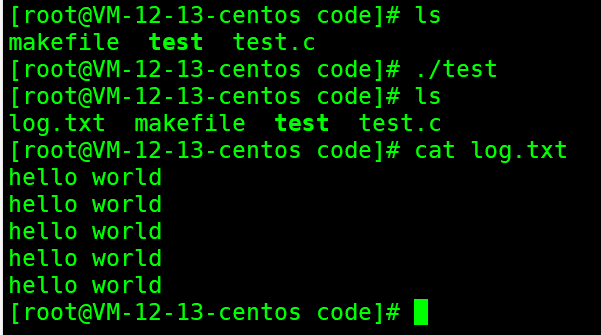 [root@VM-12-13-centos code]# ls
makefile  test  test.c
[root@VM-12-13-centos code]# ./test
[root@VM-12-13-centos code]# ls
log.txt  makefile  test  test.c
[root@VM-12-13-centos code]# cat log.txt
hello world
hello world
hello world
hello world
hello world
[root@VM-12-13-centos code]#